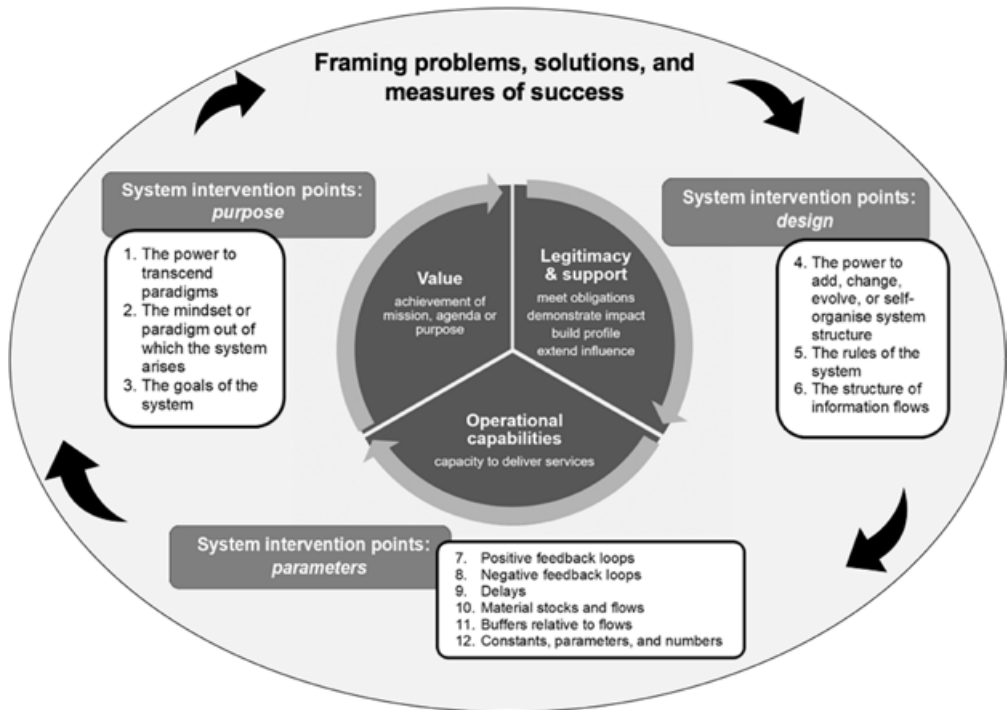 Framing problems, solutions, and
measures of success
System intervention points:
purpose
1. The power to
transcend
paradigms
2. The mindset or
paradigm out of
which the system
arises
3. The goals of the
system
Value
achievement of
mission, agenda or
purpose
Legitimacy
& support
meet obligations
demonstrate impact
build profile
extend influence
Operational
capabilities
capacity to deliver services
System intervention points:
design
4. The power to
add, change,
evolve, or self-
organise system
structure
5. The rules of the
system
6. The structure of
information flows
System intervention points:
parameters
7. Positive feedback loops
8. Negative feedback loops
9. Delays
10. Material stocks and flows
11. Buffers relative to flows
12. Constants, parameters, and numbers